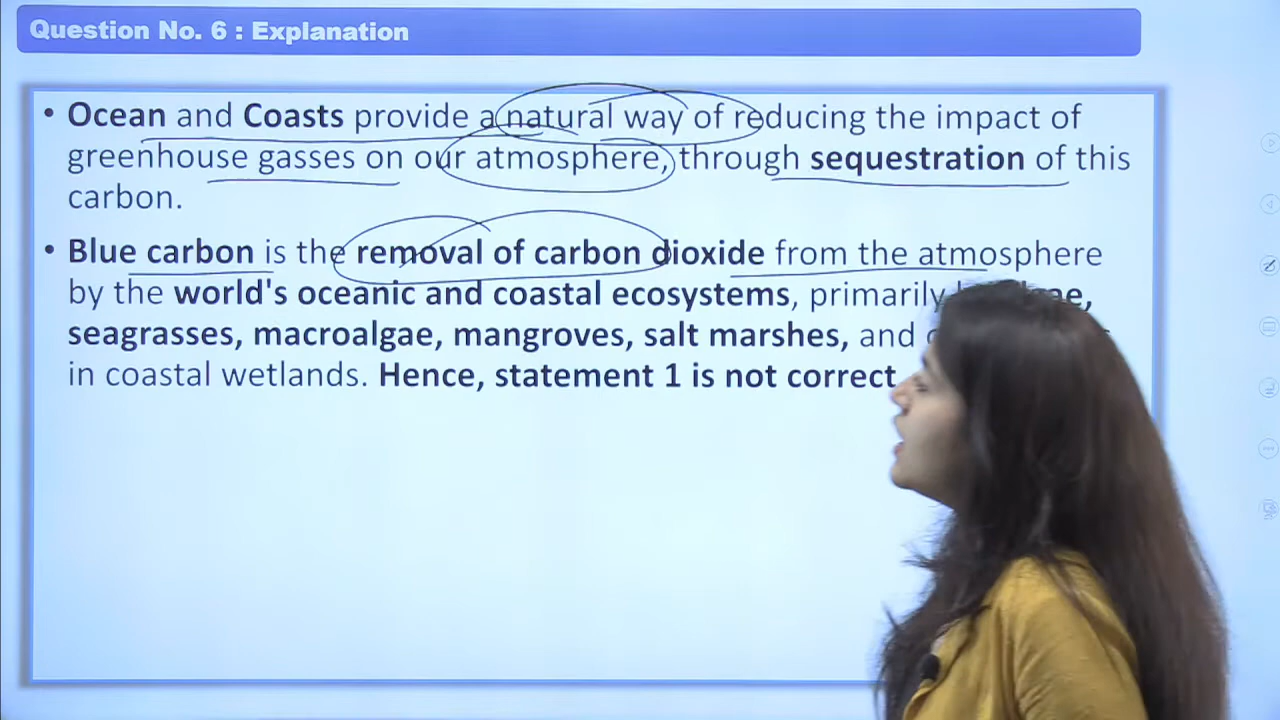 Question No. 6 : Explanation
• Ocean and Coasts provide a natural way of reducing the impact of
greenhouse gasses on our atmosphere, through sequestration of this
carbon.
• Blue carbon is the removal of carbon dioxide from the atmosphere
by the world's oceanic and coastal ecosystems, primarily
seagrasses, macroalgae, mangroves, salt marshes, and
in coastal wetlands. Hence, statement 1 is not correct